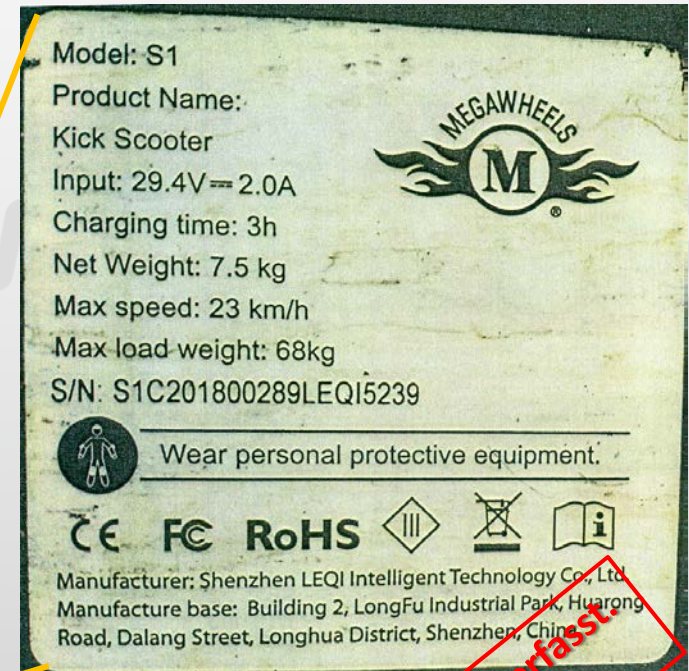 Model: S1
Product Name:
Kick Scooter
Input: 29.4V⎓2.0A
Charging time: 3h
Net Weight: 7.5 kg
Max speed: 23 km/h
Max load weight: 68kg
S/N: S1C201800289LEQI5239
MEGAWHEELS
M
®
Wear personal protective equipment.
CE FC RoHS III i
Manufacturer: Shenzhen LEQI Intelligent Technology Co., Ltd
Manufacture base: Building 2, LongFu Industrial Park, Huarong
Road, Dalang Street, Longhua District, Shenzhen, China